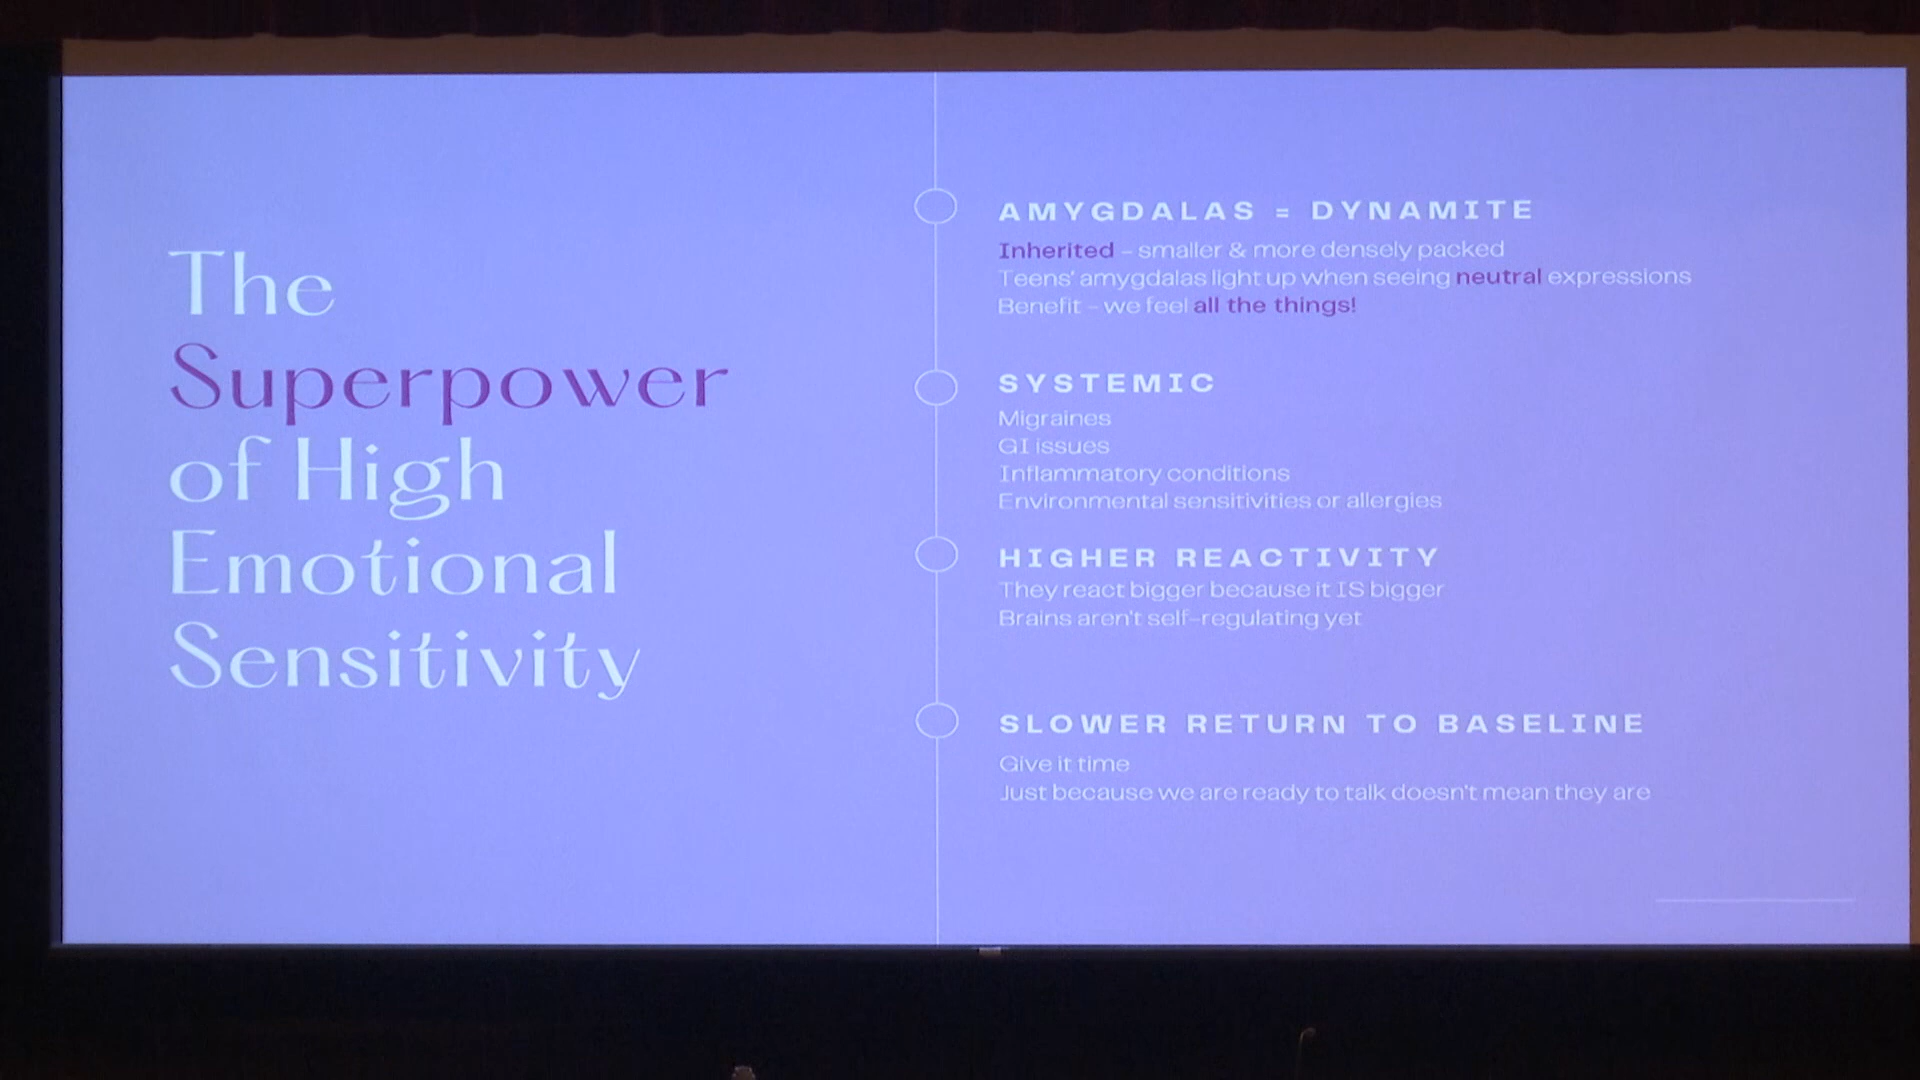 The
Superpower
of High
Emotional
Sensitivity
AMYGDALAS = DYNAMITE
Inherited - smaller & more densely packed
Teens' amygdalas light up when seeing neutral expressions
Benefit - we feel all the things!
SYSTEMIC
Migraines
GI issues
Inflammatory conditions
Environmental sensitivities or allergies
HIGHER REACTIVITY
They react bigger because it IS bigger
Brains aren't self-regulating yet
SLOWER RETURN TO BASELINE
Give it time
Just because we are ready to talk doesn't mean they are